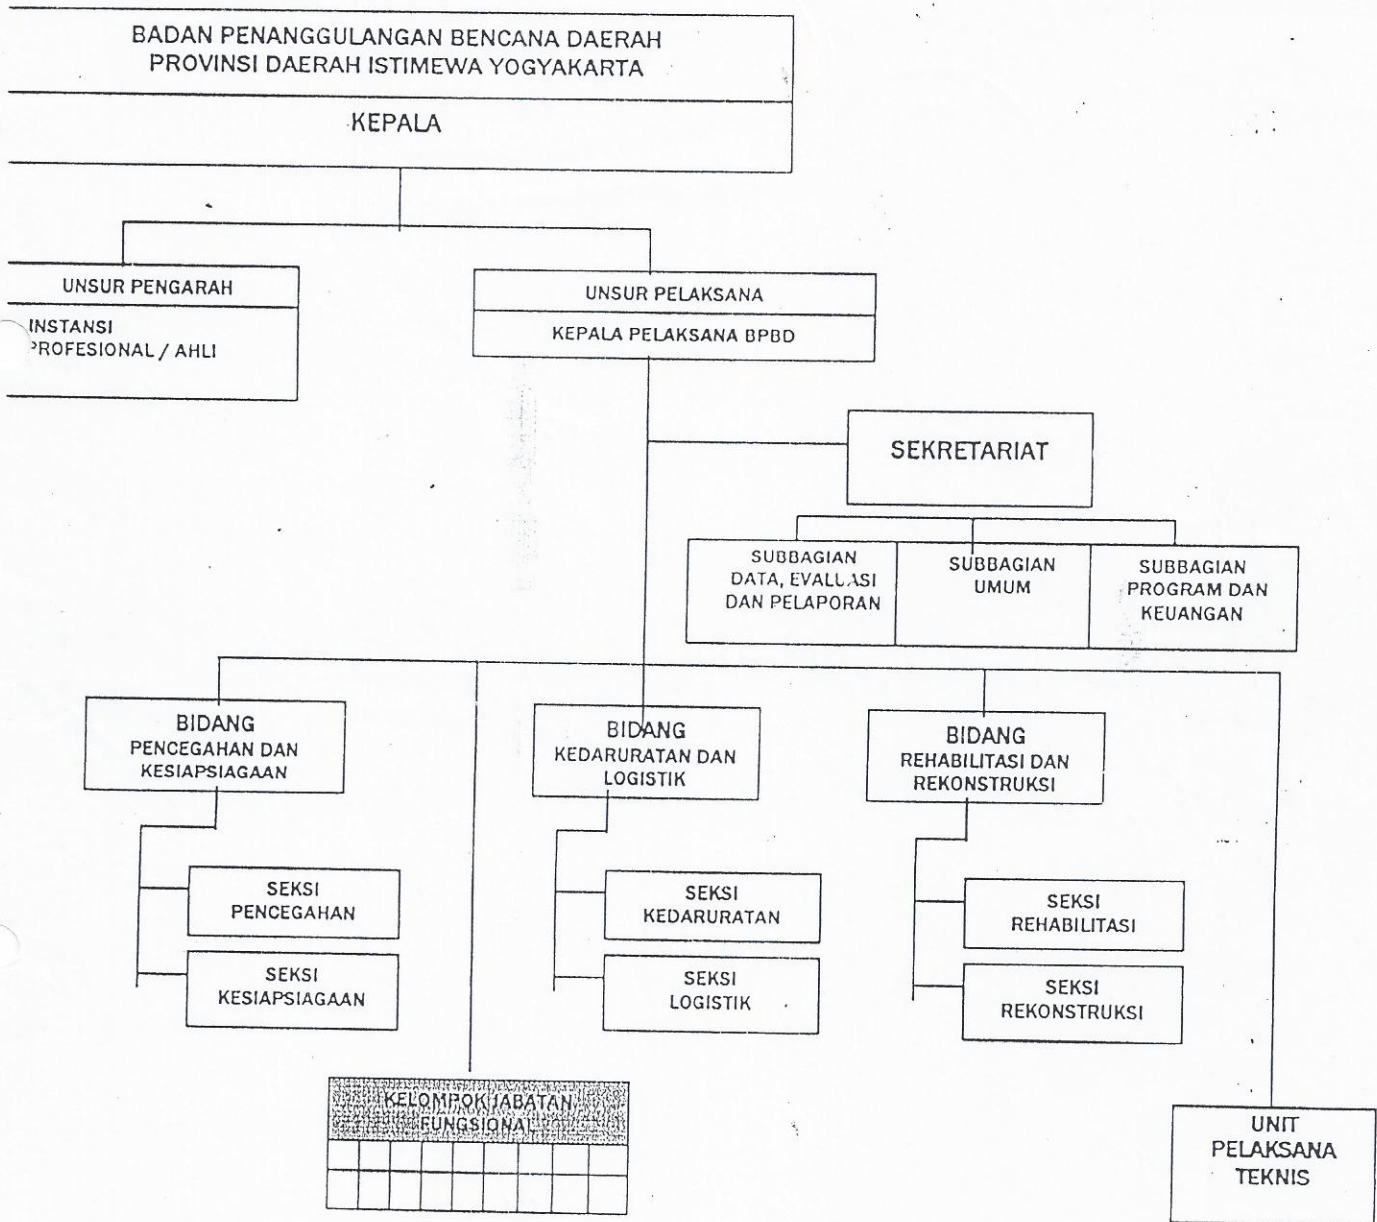 BADAN PENANGGULANGAN BENCANA DAERAH
PROVINSI DAERAH ISTIMEWA YOGYAKARTA
KEPALA
UNSUR PENGARAH
INSTANSI
PROFESIONAL / AHLI
UNSUR PELAKSANA
KEPALA PELAKSANA BPBD
SEKRETARIAT
SUBBAGIAN
DATA, EVALUASI
DAN PELAPORAN
SUBBAGIAN
UMUM
SUBBAGIAN
PROGRAM DAN
KEUANGAN
BIDANG
PENCEGAHAN DAN
KESIAPSIAGAAN
BIDANG
KEDARURATAN DAN
LOGISTIK
BIDANG
REHABILITASI DAN
REKONSTRUKSI
SEKSI
PENCEGAHAN
SEKSI
KESIAPSIAGAAN
SEKSI
KEDARURATAN
SEKSI
LOGISTIK
SEKSI
REHABILITASI
SEKSI
REKONSTRUKSI
KELOMPOK JABATAN
FUNGSIONAL
UNIT
PELAKSANA
TEKNIS